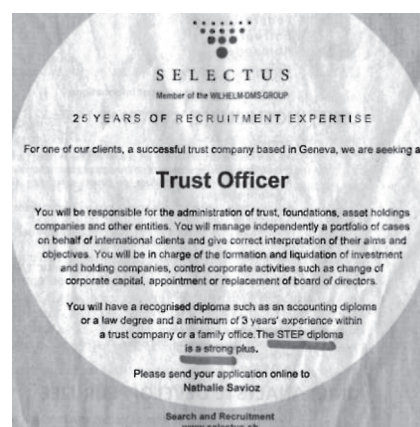 SELECTUS
Member of the WILHELM-DMS-GROUP
25 YEARS OF RECRUITMENT EXPERTISE
For one of our clients, a successful trust company based in Geneva, we are seeking a
Trust Officer
You will be responsible for the administration of trust, foundations, asset holdings
companies and other entities. You will manage independently a portfolio of cases
on behalf of international clients and give correct interpretation of their aims and
objectives. You will be in charge of the formation and liquidation of investment
and holding companies, control corporate activities such as change of
corporate capital, appointment or replacement of board of directors.
You will have a recognised diploma such as an accounting diploma
or a law degree and a minimum of 3 years' experience within
a trust company or a family office.The STEP diploma
is a strong plus.
Please send your application online to
Nathalie Savioz
Search and Recruitment
www.selectus.ch